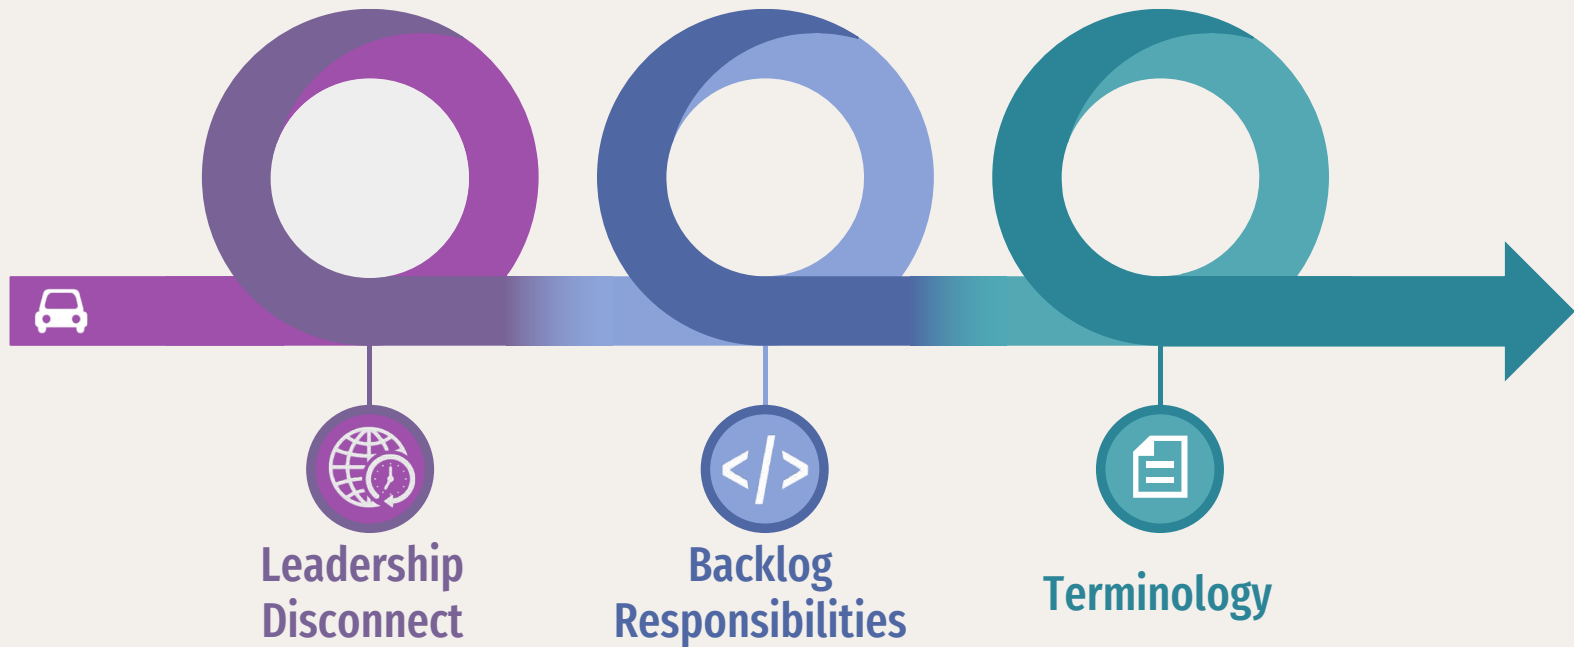 Leadership
Disconnect
</>
Backlog
Responsibilities
Terminology